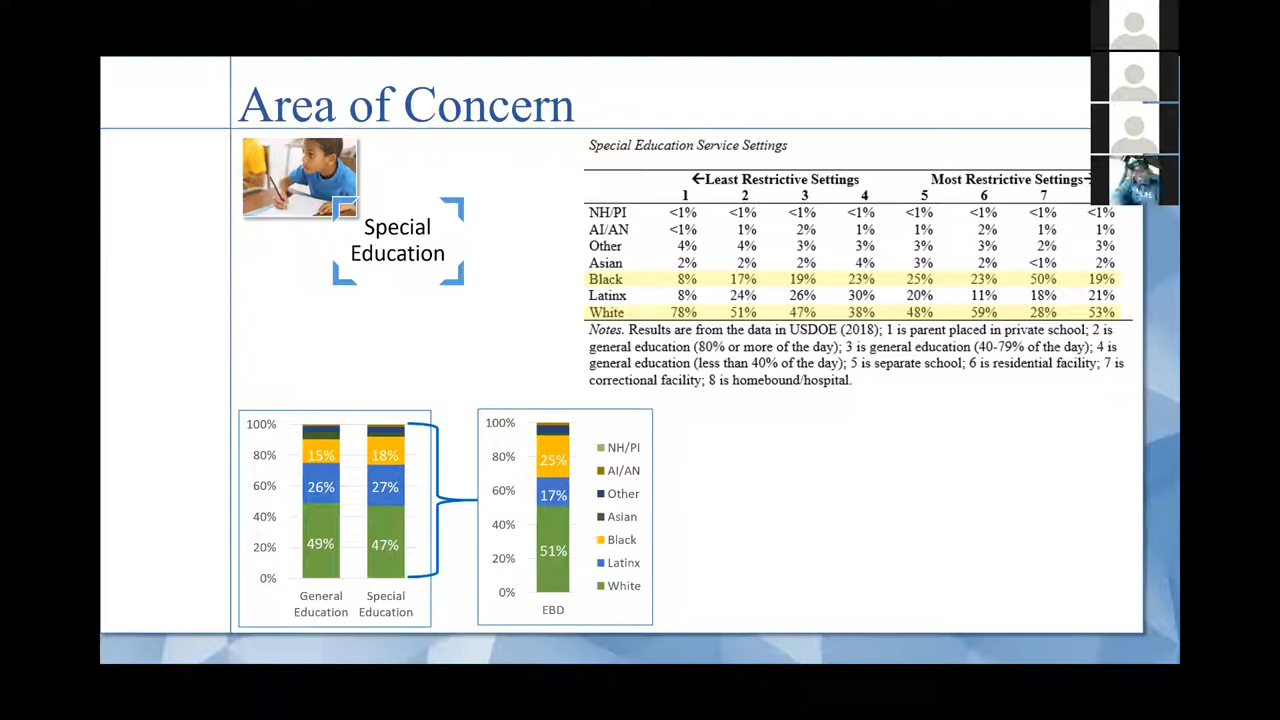 Area of Concern
Special
Education
Special Education Service Settings
←Least Restrictive Settings Most Restrictive Settings→
1 2 3 4 5 6 7
NH/PI <1% <1% <1% <1% <1% <1% <1% <1%
AI/AN <1% 1% 2% 1% 1% 2% 1% 1%
Other 4% 4% 3% 3% 3% 3% 2% 3%
Asian 2% 2% 2% 4% 3% 2% <1% 2%
Black 8% 17% 19% 23% 25% 23% 50% 19%
Latinx 8% 24% 26% 30% 20% 11% 18% 21%
White 78% 51% 47% 38% 48% 59% 28% 53%
Notes. Results are from the data in USDOE (2018); 1 is parent placed in private school; 2 is
general education (80% or more of the day); 3 is general education (40-79% of the day); 4 is
general education (less than 40% of the day); 5 is separate school; 6 is residential facility; 7 is
correctional facility; 8 is homebound/hospital.
100%
80%
60%
40%
20%
0%
15% 18%
26% 27%
49% 47%
General Special
Education Education
100%
80%
60%
40%
20%
0%
25%
17%
51%
EBD
NH/PI
AI/AN
Other
Asian
Black
Latinx
White